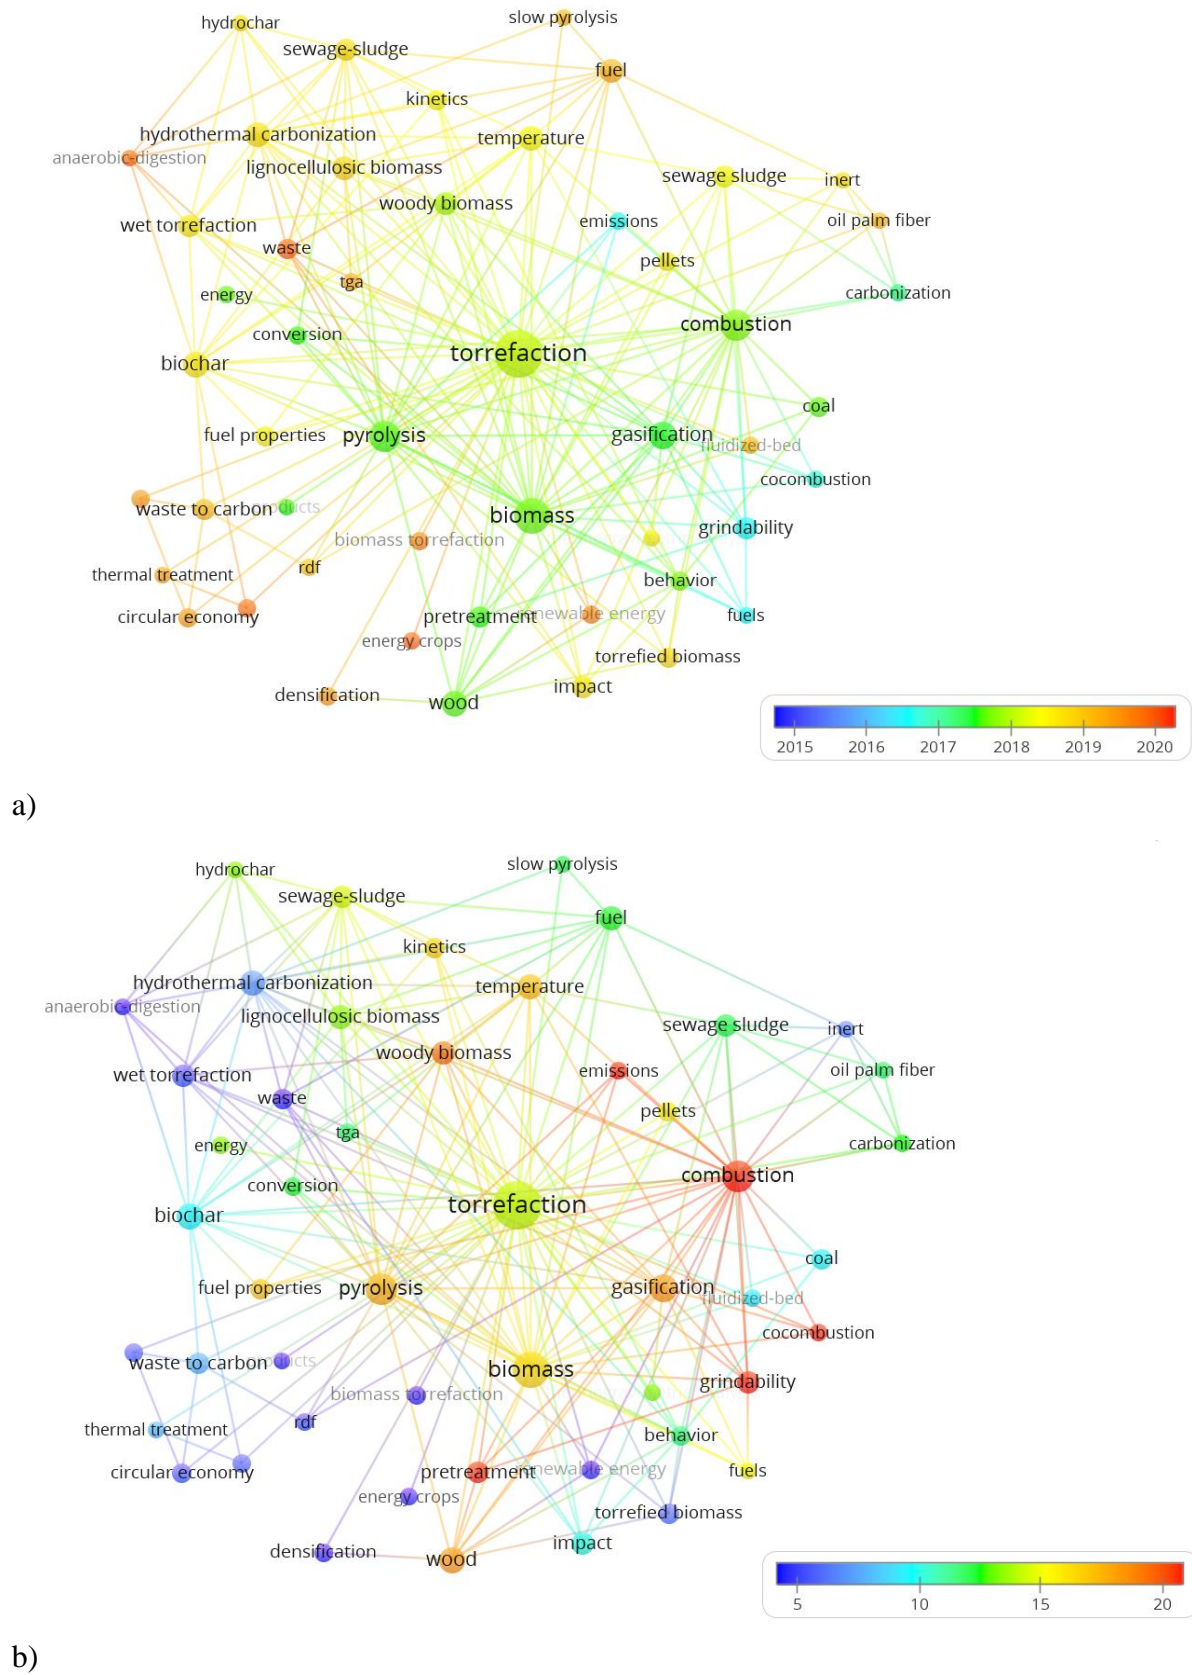 slow pyrolysis
hydrochar
sewage-sludge
fuel
kinetics
hydrothermal carbonization
temperature
anaerobic-digestion
lignocellulosic biomass
sewage sludge
inert
woody biomass
emissions
oil palm fiber
wet torrefaction
waste
pellets
tga
energy
carbonization
combustion
conversion
torrefaction
biochar
coal
fuel properties
pyrolysis
gasification
fluidized-bed
cocombustion
waste to carbon
products
biomass
grindability
biomass torrefaction
rdf
thermal treatment
behavior
circular economy
pretreatment
renewable energy
fuels
energy crops
torrefied biomass
impact
densification
wood
2015 2016 2017 2018 2019 2020
a)
slow pyrolysis
hydrochar
sewage-sludge
fuel
kinetics
hydrothermal carbonization
temperature
anaerobic-digestion
lignocellulosic biomass
sewage sludge
inert
woody biomass
emissions
oil palm fiber
wet torrefaction
waste
pellets
tga
energy
carbonization
combustion
conversion
torrefaction
biochar
coal
fuel properties
pyrolysis
gasification
fluidized-bed
cocombustion
waste to carbon
products
biomass
grindability
biomass torrefaction
rdf
thermal treatment
behavior
circular economy
pretreatment
renewable energy
fuels
energy crops
torrefied biomass
impact
densification
wood
5 10 15 20
b)